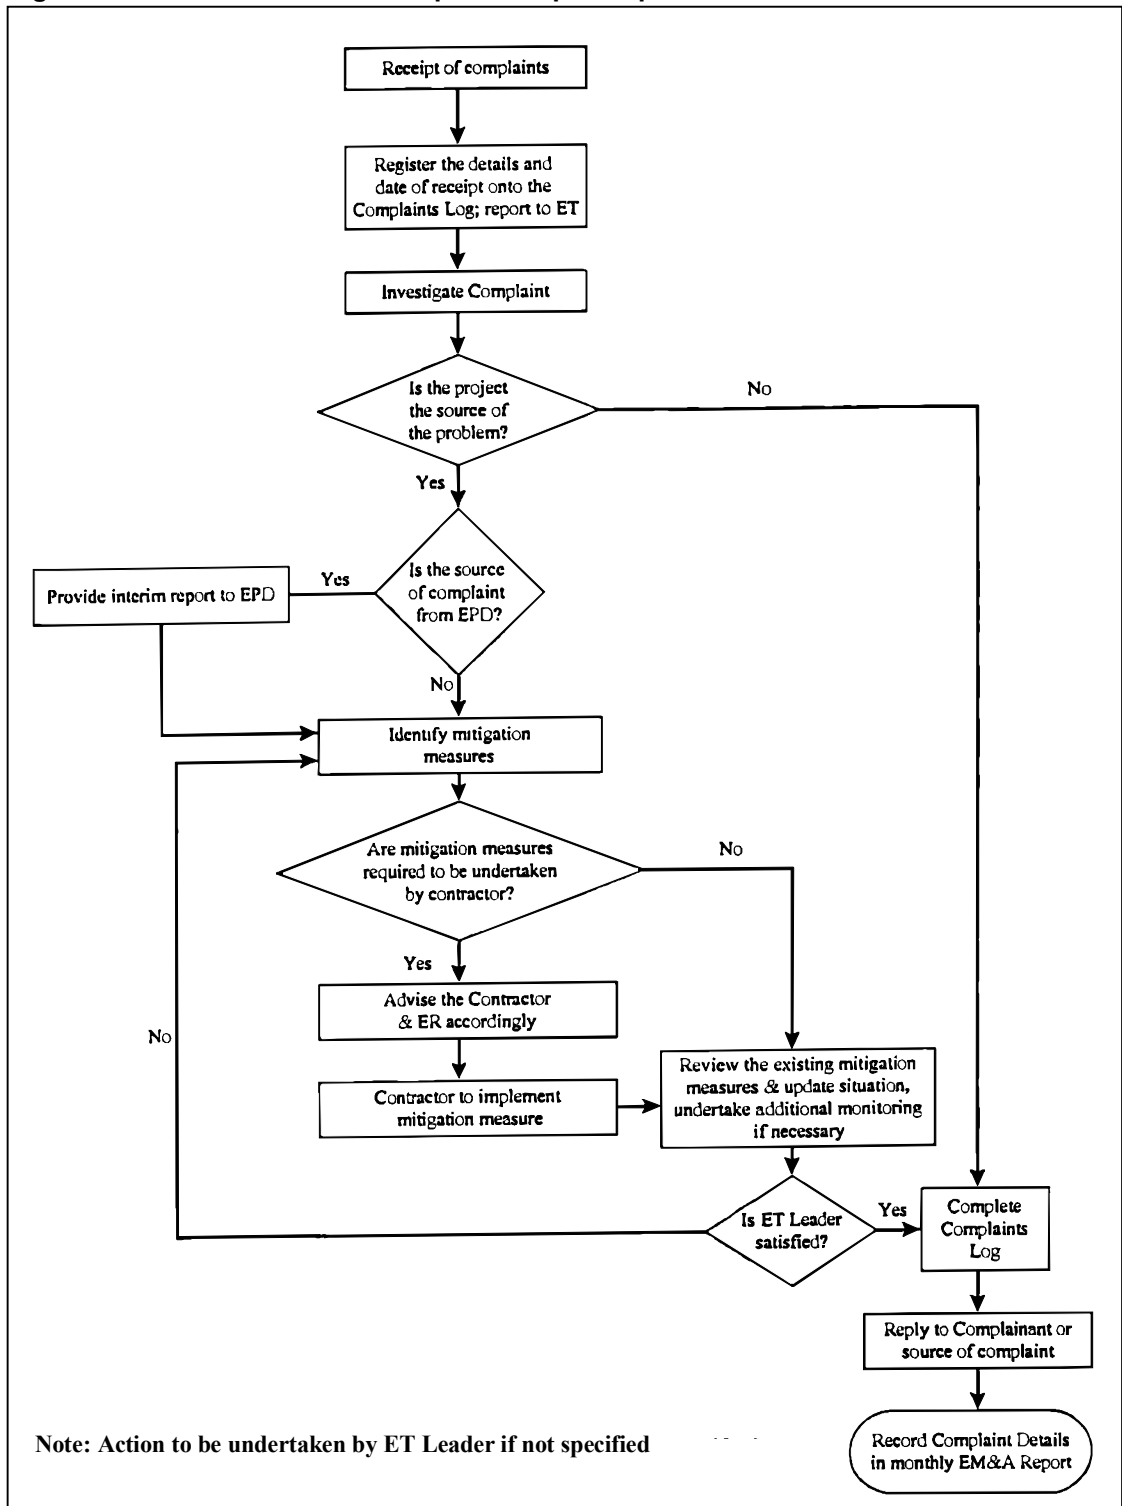 Receipt of complaints
Register the details and
date of receipt onto the
Complaints Log; report to ET
Investigate Complaint
Is the project
the source of
the problem?
No
Yes
Is the source
of complaint
from EPD?
Yes
Provide interim report to EPD
No
Identify mitigation
measures
Are mitigation measures
required to be undertaken
by contractor?
No
Yes
Advise the Contractor
& ER accordingly
No
Contractor to implement
mitigation measure
Review the existing mitigation
measures & update situation,
undertake additional monitoring
if necessary
Is ET Leader
satisfied?
Yes
Complete
Complaints
Log
Reply to Complainant or
source of complaint
Record Complaint Details
in monthly EM&A Report
Note: Action to be undertaken by ET Leader if not specified